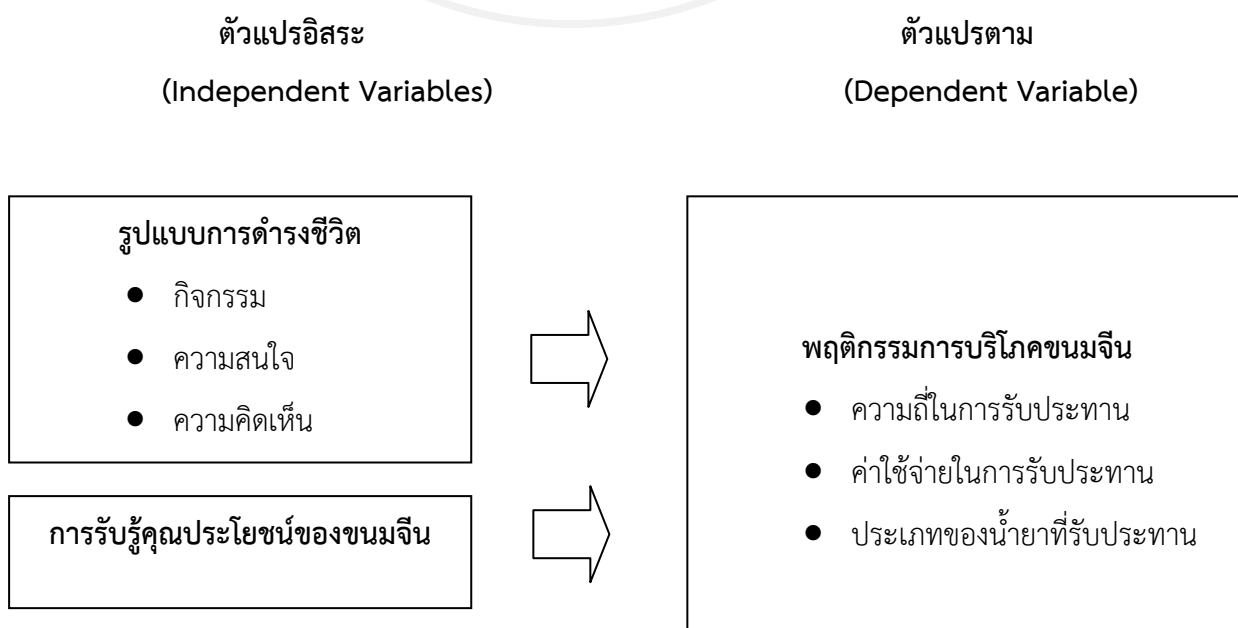 ตัวแปรอิสระ
(Independent Variables)
ตัวแปรตาม
(Dependent Variable)
รูปแบบการดำรงชีวิต
● กิจกรรม
● ความสนใจ
● ความคิดเห็น
การรับรู้คุณประโยชน์ของขนมจีน
พฤติกรรมการบริโภคขนมจีน
● ความถี่ในการรับประทาน
● ค่าใช้จ่ายในการรับประทาน
● ประเภทของน้ำยาที่รับประทาน